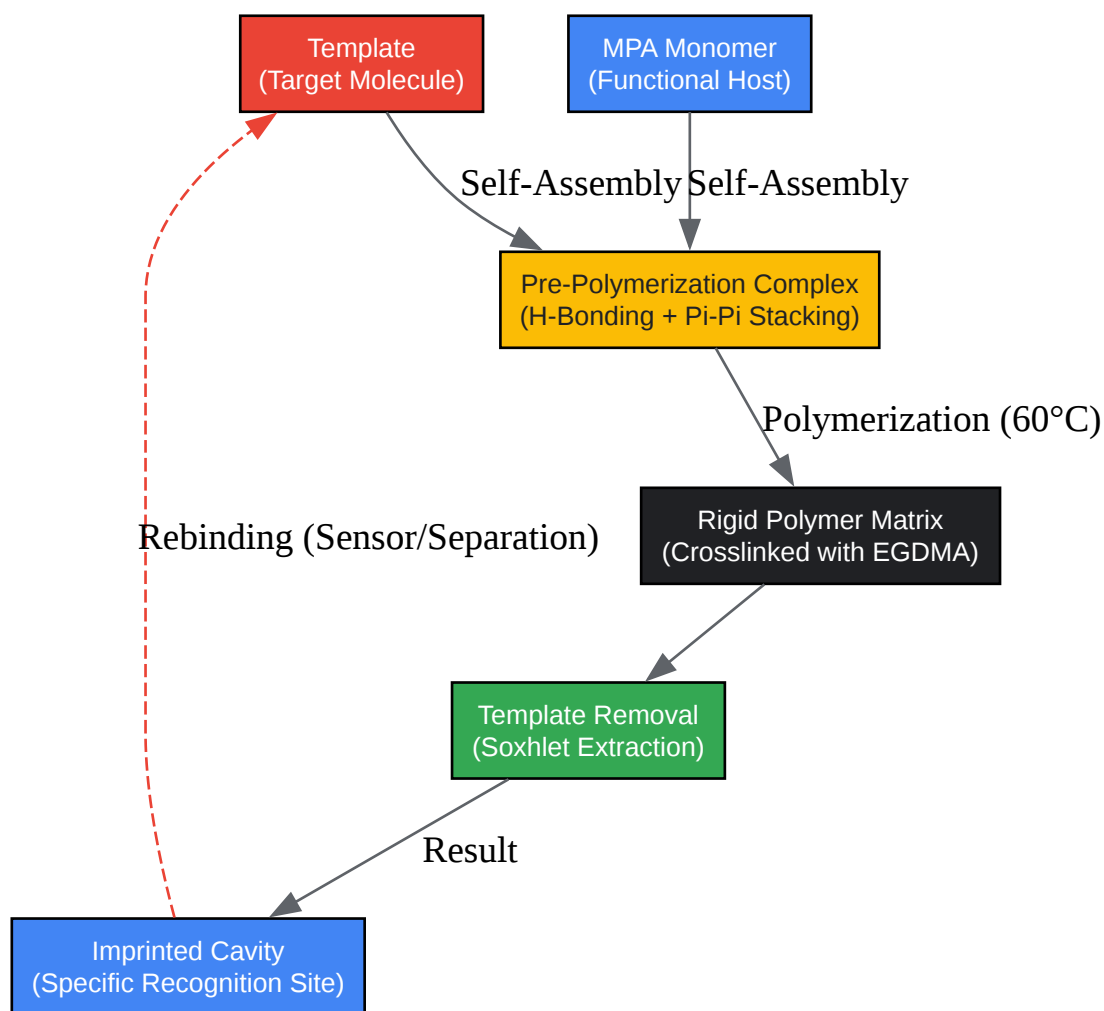 Template
(Target Molecule)
MPA Monomer
(Functional Host)
Self-Assembly
Self-Assembly
Pre-Polymerization Complex
(H-Bonding + Pi-Pi Stacking)
Polymerization (60°C)
Rigid Polymer Matrix
(Crosslinked with EGDMA)
Rebinding (Sensor/Separation)
Template Removal
(Soxhlet Extraction)
Result
Imprinted Cavity
(Specific Recognition Site)